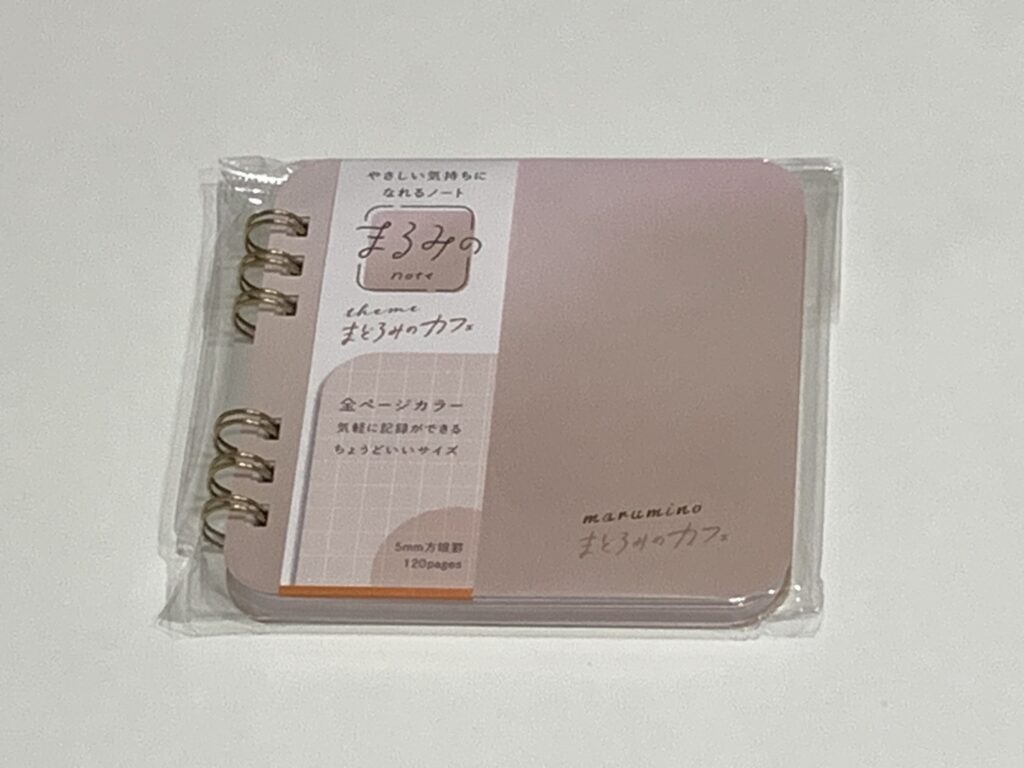 やさしい気持ちに
なれるノート
まるみの
note
theme
まどろみのカフェ
全ページカラー
気軽に記録ができる
ちょうどいいサイズ
5mm方眼罫
120pages
marumino
まどろみのカフェ